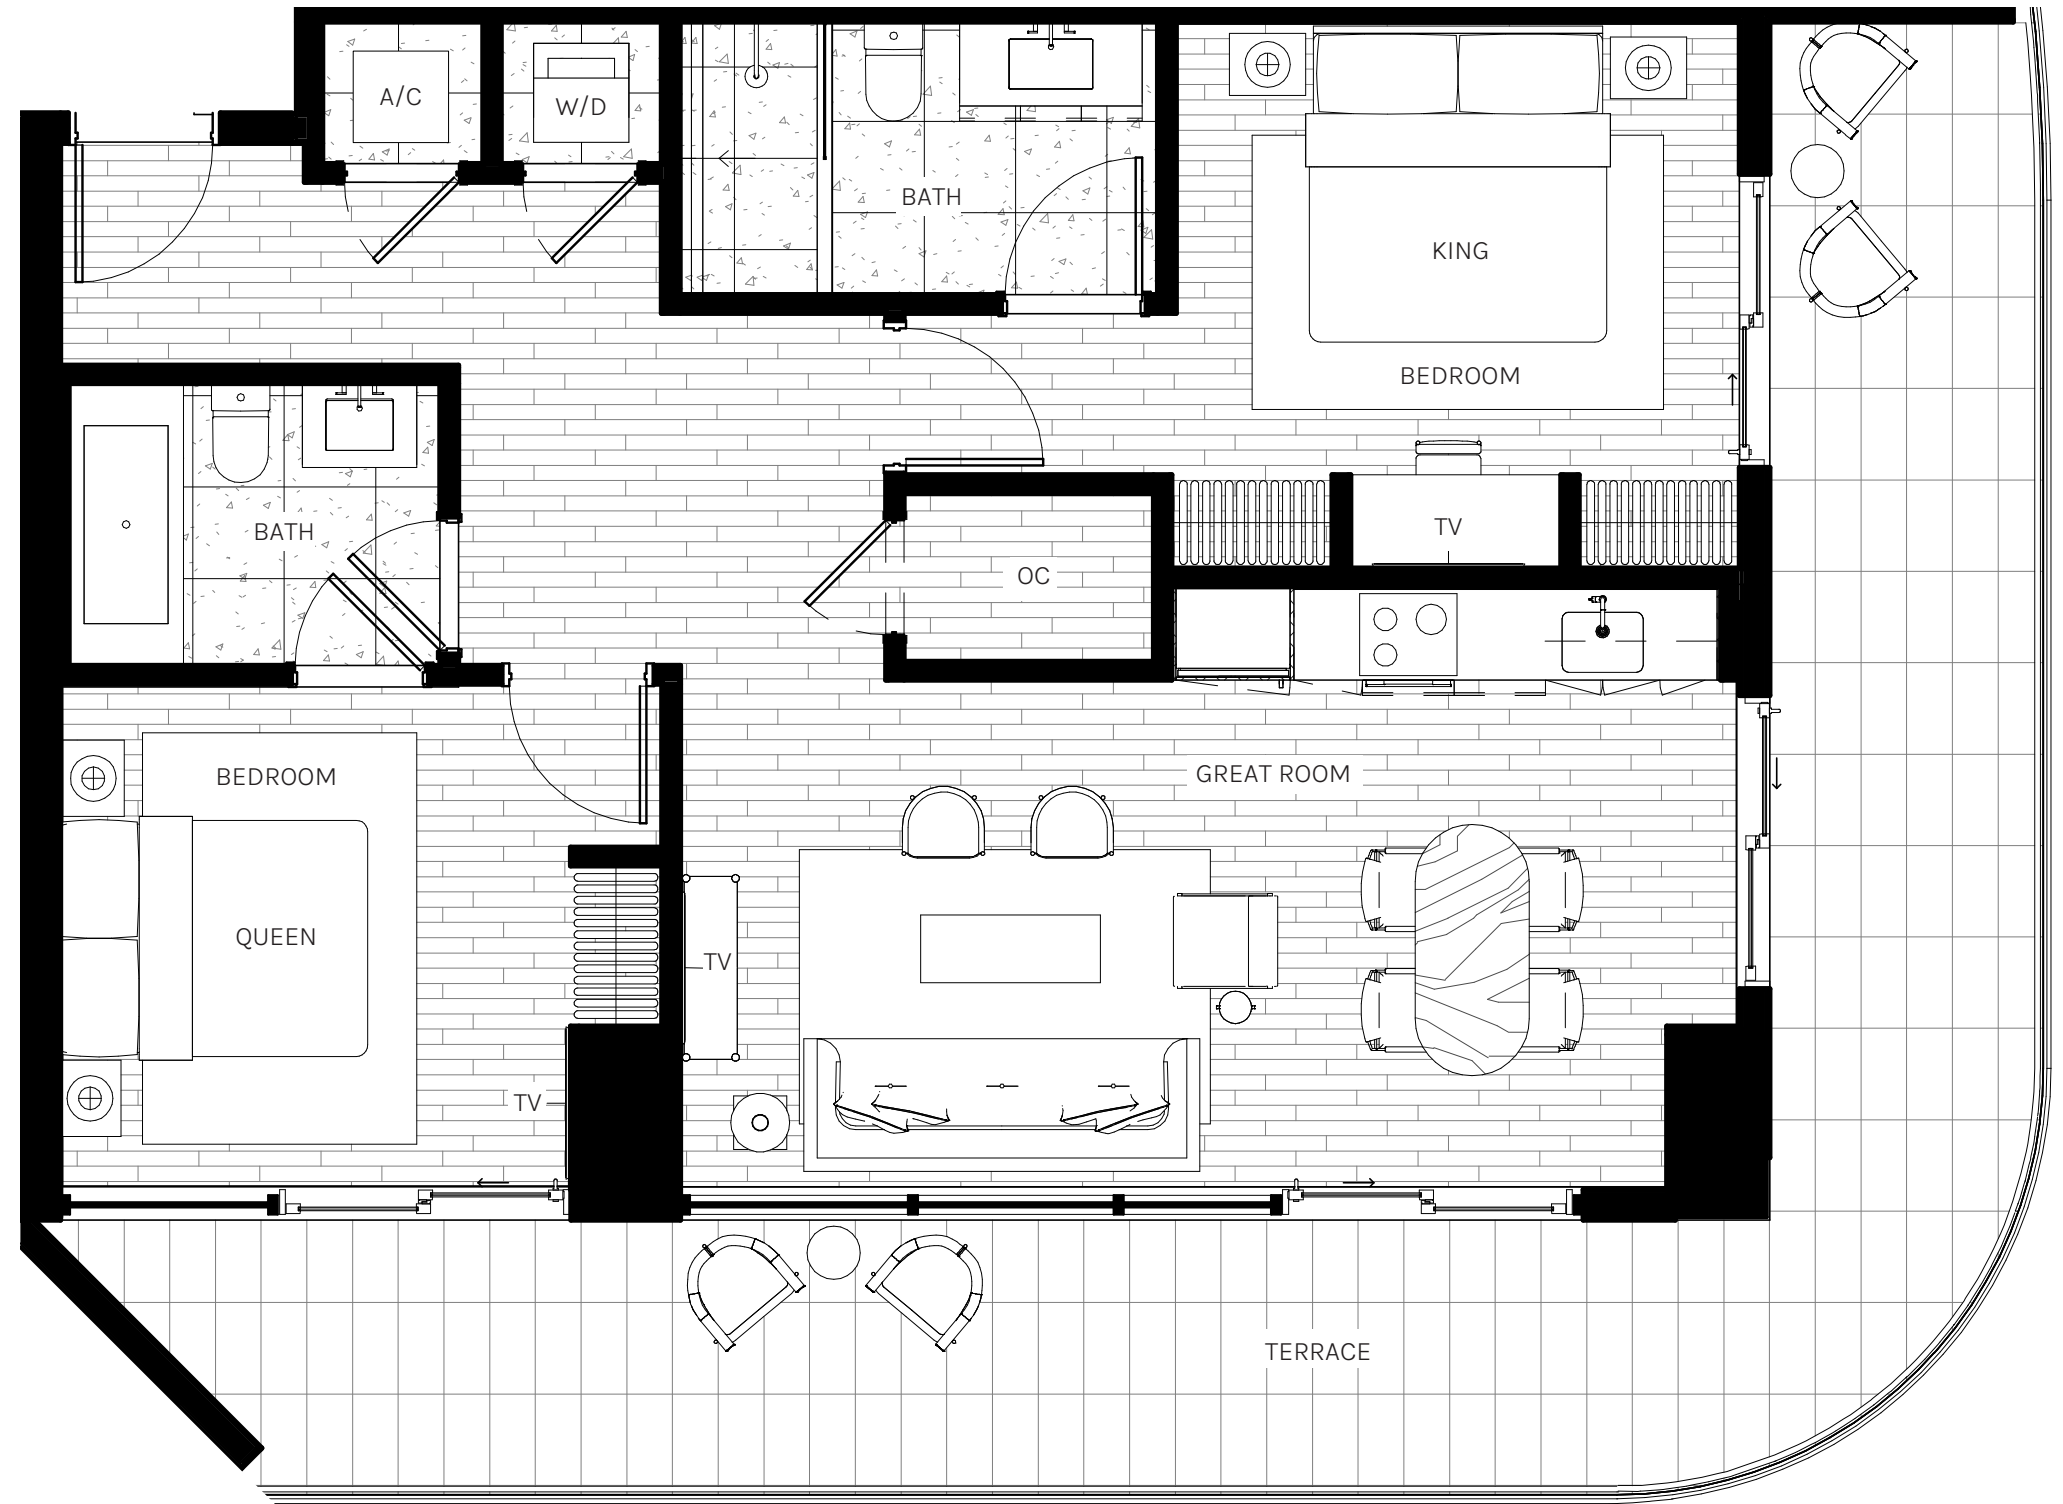 A/C
W/D
BATH
KING
BEDROOM
BATH
TV
OC
BEDROOM
GREAT ROOM
QUEEN
TV
TV
TERRACE